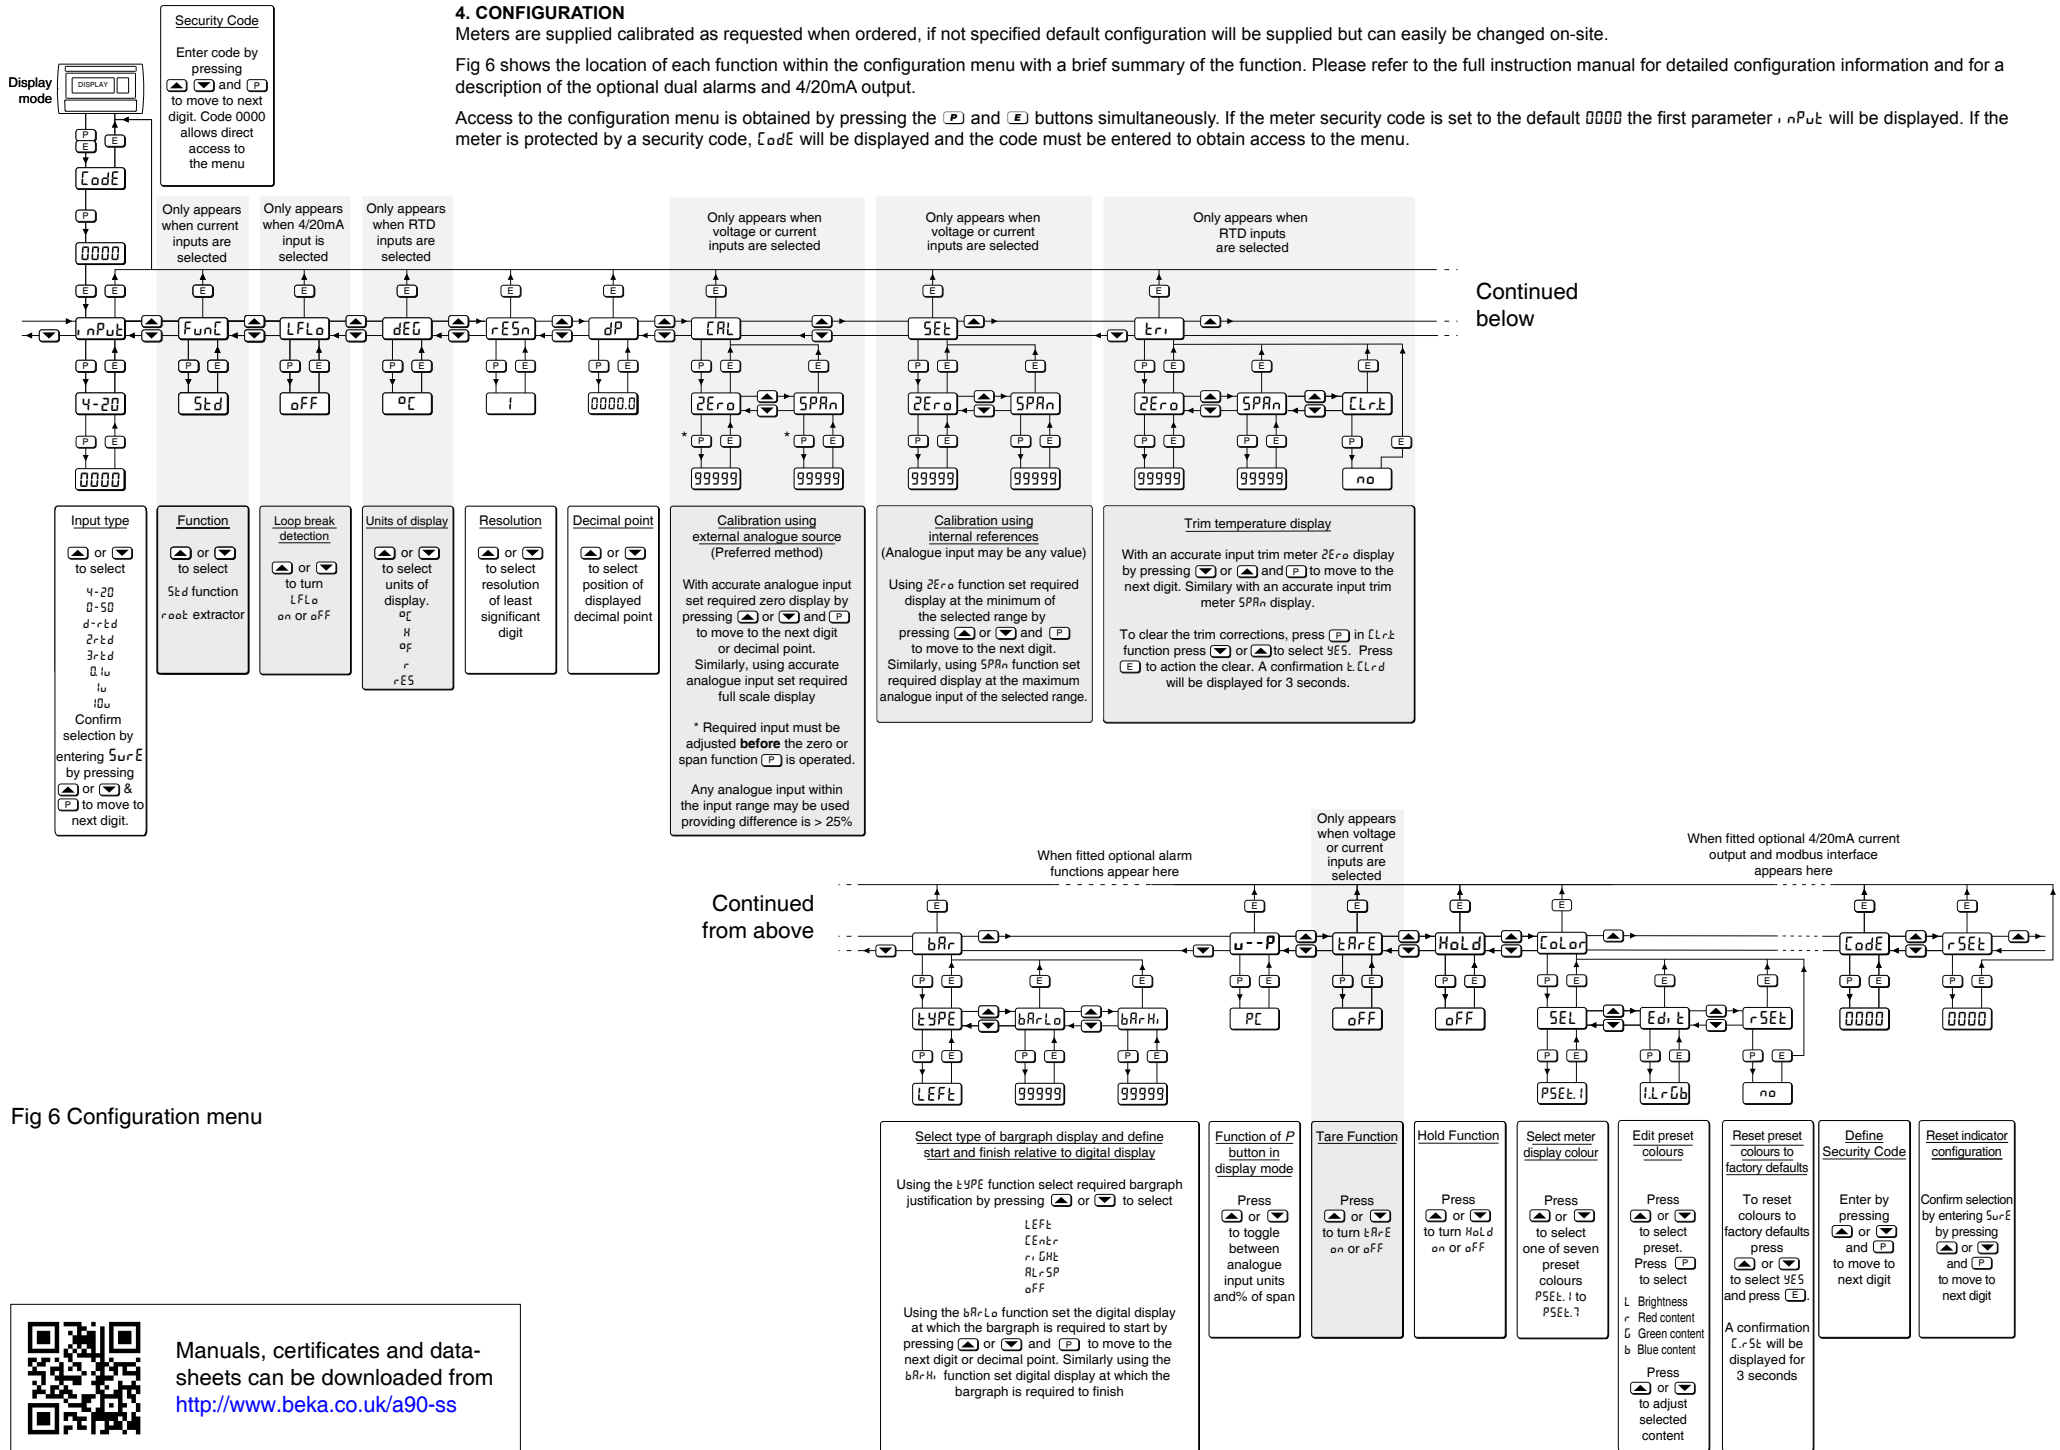 4. CONFIGURATION
Meters are supplied calibrated as requested when ordered, if not specified default configuration will be supplied but can easily be changed on-site.
Fig 6 shows the location of each function within the configuration menu with a brief summary of the function. Please refer to the full instruction manual for detailed configuration information and for a
description of the optional dual alarms and 4/20mA output.
Access to the configuration menu is obtained by pressing the P and E buttons simultaneously. If the meter security code is set to the default 0000 the first parameter inPut will be displayed. If the
meter is protected by a security code, CodE will be displayed and the code must be entered to obtain access to the menu.
Security Code
Enter code by
pressing
▲ ▼ and P
to move to next
digit. Code 0000
allows direct
access to
the menu
Display
mode
DISPLAY
P
E
E
CodE
P
0000
Only appears
when current
inputs are
selected
Only appears
when 4/20mA
input is
selected
Only appears
when RTD
inputs are
selected
Only appears when
voltage or current
inputs are selected
Only appears when
voltage or current
inputs are selected
Only appears when
RTD inputs
are selected
E E E E E E E E E E
Continued
below
inPut FunC LFLo dEG rESn dP CAL SEt tri
P E P E P E P E P E P E P E E P E E P E E E
4-20 Std oFF ºC 1 0000.0 ZEro SPAn ZEro SPAn ZEro SPAn CLr.t
P E * P E * P E P E P E P E P E P E
0000 99999 99999 99999 99999 99999 99999 no
Input type
▲ or ▼
to select
4-20
0-50
d-rtd
2rtd
3rtd
0.1u
1u
10u
Confirm
selection by
entering SurE
by pressing
▲ or ▼ &
P to move to
next digit.
Function
▲ or ▼
to select
Std function
root extractor
Loop break
detection
▲ or ▼
to turn
LFLo
on or oFF
Units of display
▲ or ▼
to select
units of
display.
ºC
H
ºF
r
rES
Resolution
▲ or ▼
to select
resolution
of least
significant
digit
Decimal point
▲ or ▼
to select
position of
displayed
decimal point
Calibration using
external analogue source
(Preferred method)
With accurate analogue input
set required zero display by
pressing ▲ or ▼ and P
to move to the next digit
or decimal point.
Similarly, using accurate
analogue input set required
full scale display
* Required input must be
adjusted before the zero or
span function P is operated.
Any analogue input within
the input range may be used
providing difference is > 25%
Calibration using
internal references
(Analogue input may be any value)
Using ZEro function set required
display at the minimum of
the selected range by
pressing ▲ or ▼ and P
to move to the next digit.
Similarly, using SPAn function set
required display at the maximum
analogue input of the selected range.
Trim temperature display
With an accurate input trim meter ZEro display
by pressing ▼ or ▲ and P to move to the
next digit. Similary with an accurate input trim
meter SPAn display.
To clear the trim corrections, press P in CLr.t
function press ▼ or ▲ to select YES. Press
E to action the clear. A confirmation t.CLrd
will be displayed for 3 seconds.
Continued
from above
When fitted optional alarm
functions appear here
Only appears
when voltage
or current
inputs are
selected
When fitted optional 4/20mA current
output and modbus interface
appears here
E E E E E E E
bAr u--P tArE HoLd CoLor CodE rSEt
P E E E P E P E P E P E E E P E P E
tYPE bArLo bArHi PC oFF oFF SEL Edit rSEt 0000 0000
P E P E P E P E P E P E
LEFt 99999 99999 PSEt.1 1.LrGb no
Select type of bargraph display and define
start and finish relative to digital display
Using the tYPE function select required bargraph
justification by pressing ▲ or ▼ to select
LEFt
CEntr
riGHt
ALrSP
oFF
Using the bArLo function set the digital display
at which the bargraph is required to start by
pressing ▲ or ▼ and P to move to the
next digit or decimal point. Similarly using the
bArHi function set digital display at which the
bargraph is required to finish
Function of P
button in
display mode
Press
▲ or ▼
to toggle
between
analogue
input units
and% of span
Tare Function
Press
▲ or ▼
to turn tArE
on or oFF
Hold Function
Press
▲ or ▼
to turn HoLd
on or oFF
Select meter
display colour
Press
▲ or ▼
to select
one of seven
preset
colours
PSEt.1 to
PSEt.7
Edit preset
colours
Press
▲ or ▼
to select
preset.
Press P
to select
L Brightness
r Red content
G Green content
b Blue content
Press
▲ or ▼
to adjust
selected
content
Reset preset
colours to
factory defaults
To reset
colours to
factory defaults
press
▲ or ▼
to select YES
and press E.
A confirmation
C.rSt will be
displayed for
3 seconds
Define
Security Code
Enter by
pressing
▲ or ▼
and P
to move to
next digit
Reset indicator
configuration
Confirm selection
by entering SurE
by pressing
▲ or ▼
and P
to move to
next digit
Fig 6 Configuration menu
Manuals, certificates and data-
sheets can be downloaded from
http://www.beka.co.uk/a90-ss